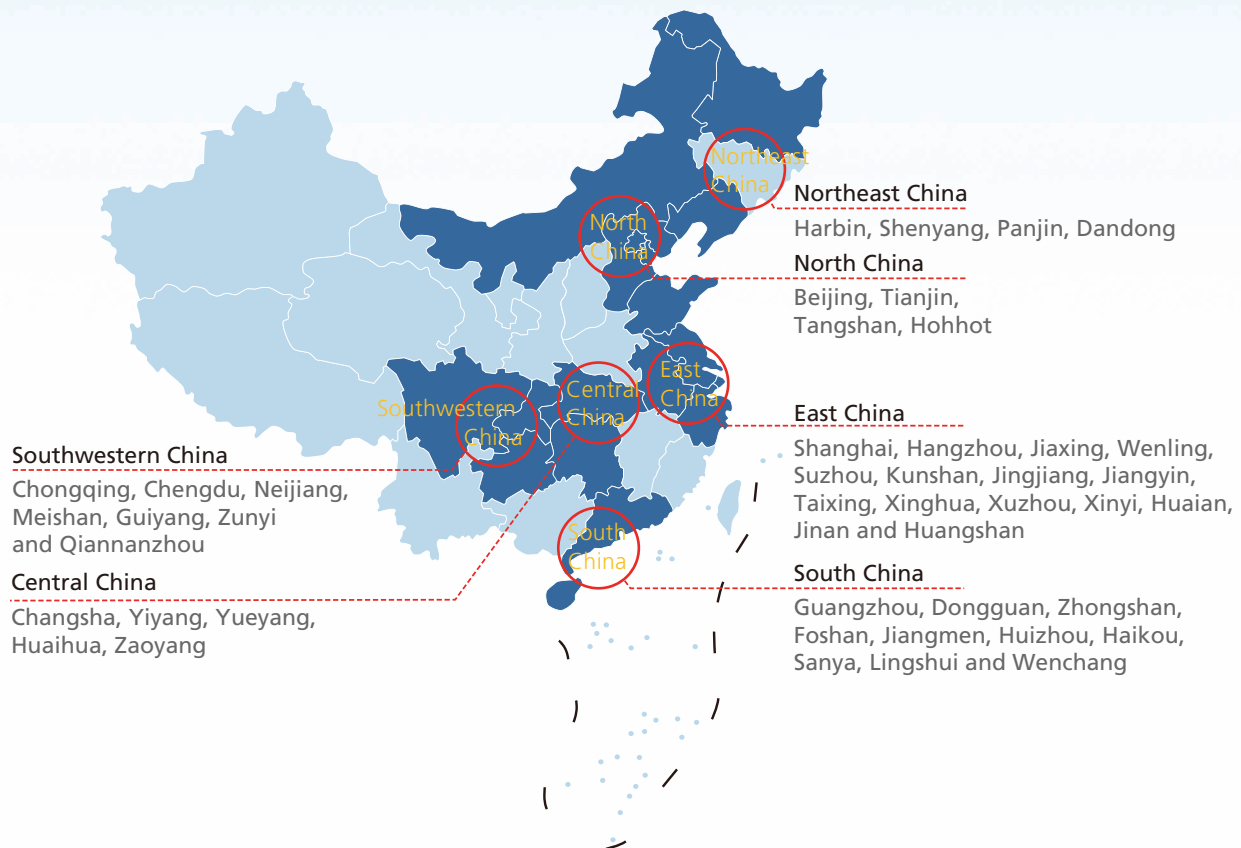 Northeast
China
North
China
East
China
Central
China
Southwestern
China
South
China
Northeast China
Harbin, Shenyang, Panjin, Dandong
North China
Beijing, Tianjin,
Tangshan, Hohhot
East China
Shanghai, Hangzhou, Jiaxing, Wenling,
Suzhou, Kunshan, Jingjiang, Jiangyin,
Taixing, Xinghua, Xuzhou, Xinyi, Huaian,
Jinan and Huangshan
Southwestern China
Chongqing, Chengdu, Neijiang,
Meishan, Guiyang, Zunyi
and Qiannanzhou
Central China
Changsha, Yiyang, Yueyang,
Huaihua, Zaoyang
South China
Guangzhou, Dongguan, Zhongshan,
Foshan, Jiangmen, Huizhou, Haikou,
Sanya, Lingshui and Wenchang